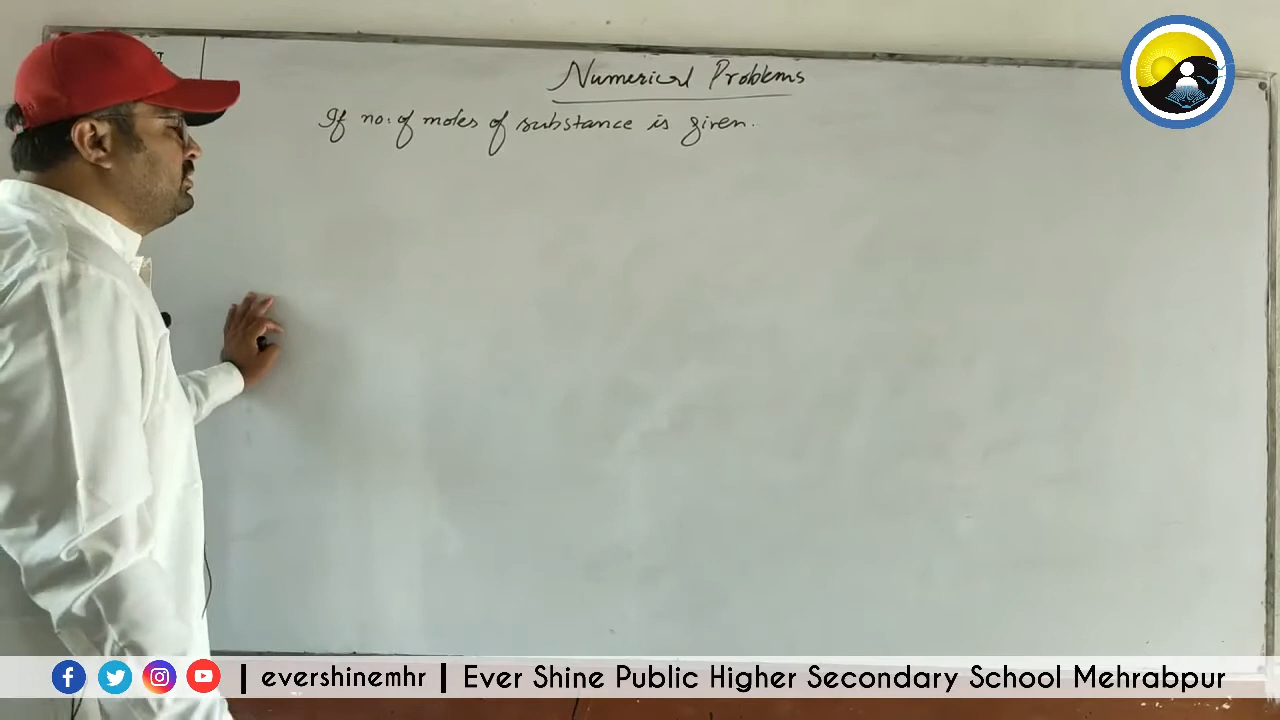 Numerical Problems
If no. of moles of substance is given.
| evershinemhr | Ever Shine Public Higher Secondary School Mehrabpur